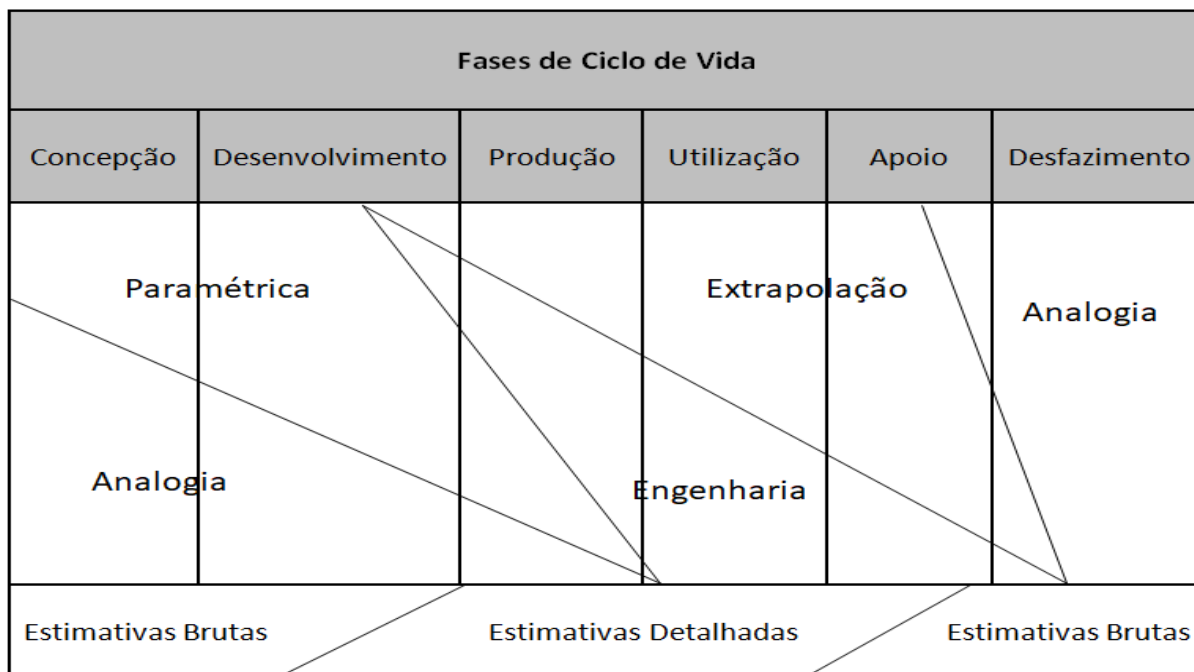 Fases de Ciclo de Vida
Concepção Desenvolvimento Produção Utilização Apoio Desfazimento
Paramétrica Extrapolação Analogia
Analogia Engenharia
Estimativas Brutas Estimativas Detalhadas Estimativas Brutas